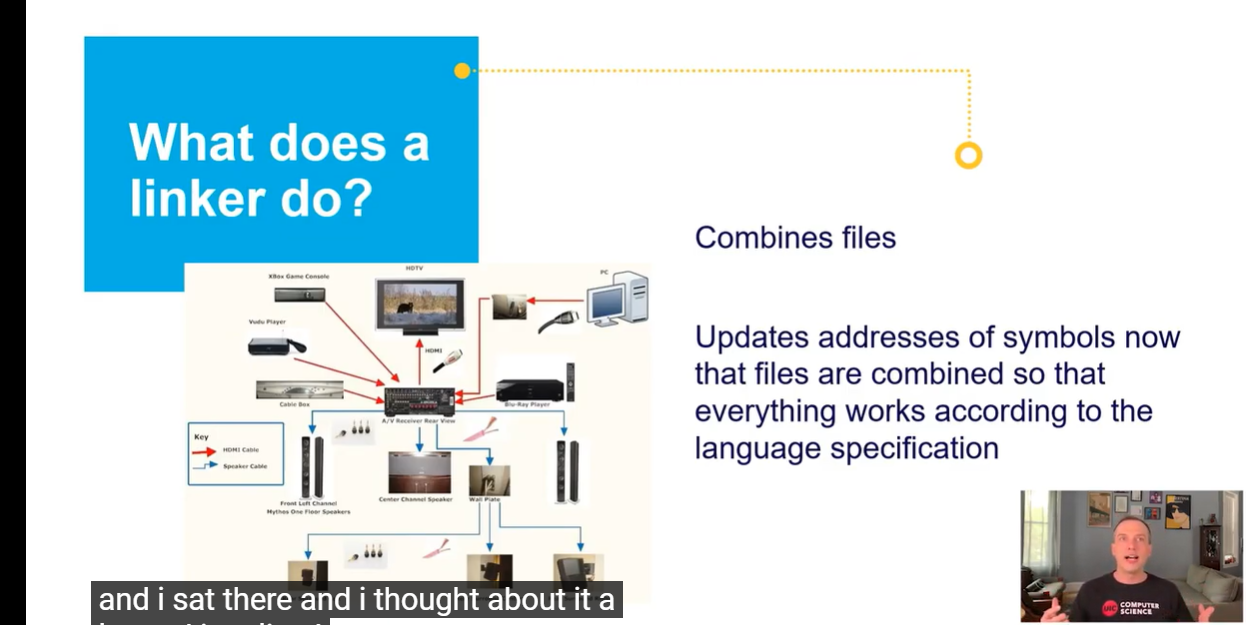 What does a
linker do?
Combines files
Updates addresses of symbols now
that files are combined so that
everything works according to the
language specification
XBox Game Console
HDTV
PC
Vudu Player
HDMI
Cable Box
Blu-Ray Player
A/V Receiver Rear View
Key
HDMI Cable
Speaker Cable
Front Left Channel
Mythos One Floor Speakers
Center Channel Speaker
Wall Plate
UIC COMPUTER
SCIENCE
and i sat there and i thought about it a